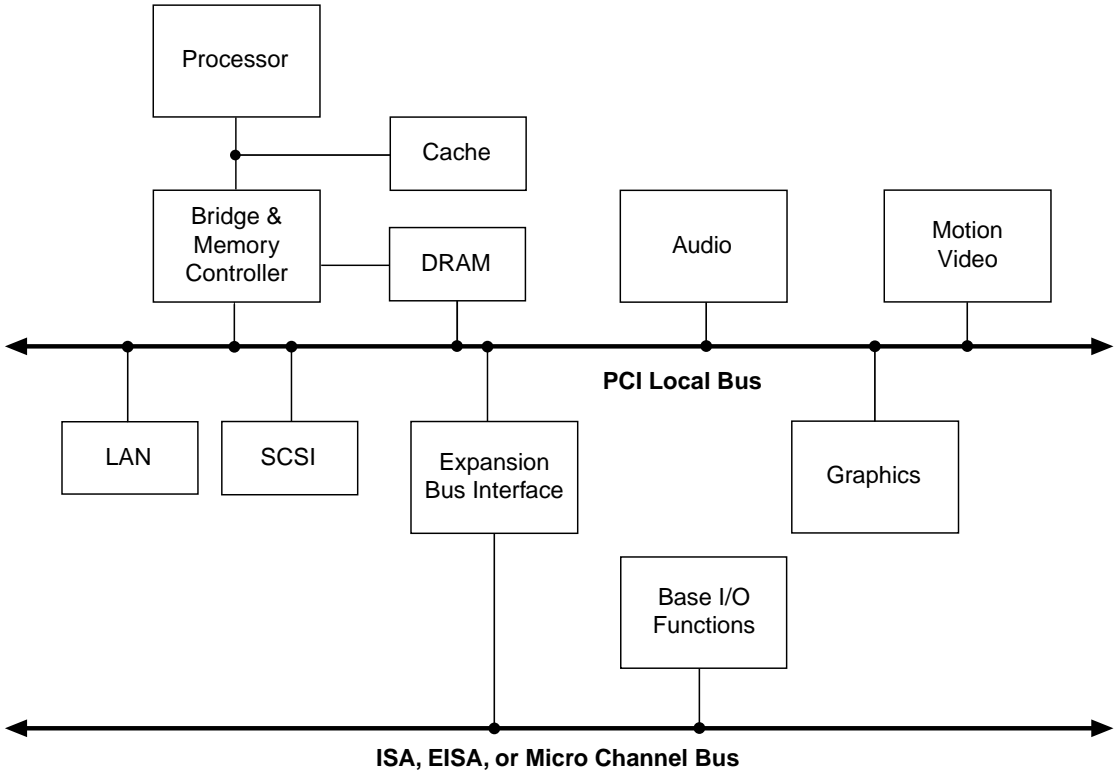 Processor
Cache
Bridge &
Memory
Controller
DRAM
Audio
Motion
Video
PCI Local Bus
LAN
SCSI
Expansion
Bus Interface
Graphics
Base I/O
Functions
ISA, EISA, or Micro Channel Bus